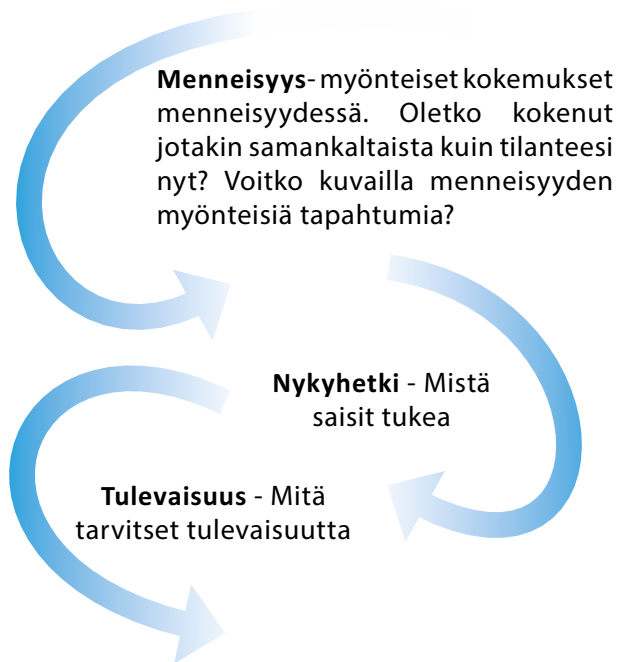 Menneisyys- myönteiset kokemukset
menneisyydessä. Oletko kokenut
jotakin samankaltaista kuin tilanteesi
nyt? Voitko kuvailla menneisyyden
myönteisiä tapahtumia?
Nykyhetki - Mistä
saisit tukea
Tulevaisuus - Mitä
tarvitset tulevaisuutta